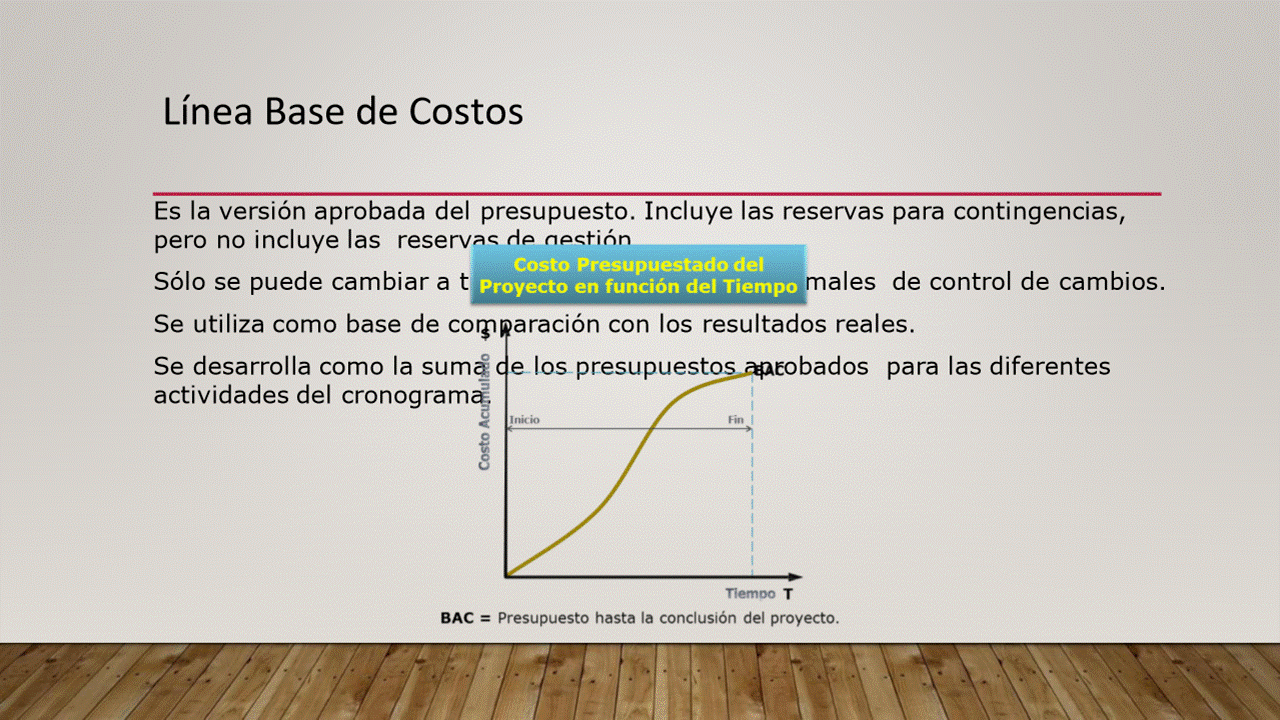 Línea Base de Costos
Es la versión aprobada del presupuesto. Incluye las reservas para contingencias,
pero no incluye las reservas de gestión
Costo Presupuestado del
Proyecto en función del Tiempo
Sólo se puede cambiar a
de control de cambios.
Se utiliza como base de comparación con los resultados reales.
$
Se desarrolla como la suma de los presupuestos aprobados para las diferentes
actividades del cronograma.
BAC
Costo Acumulado
Inicio
Fin
Tiempo T
BAC = Presupuesto hasta la conclusión del proyecto.